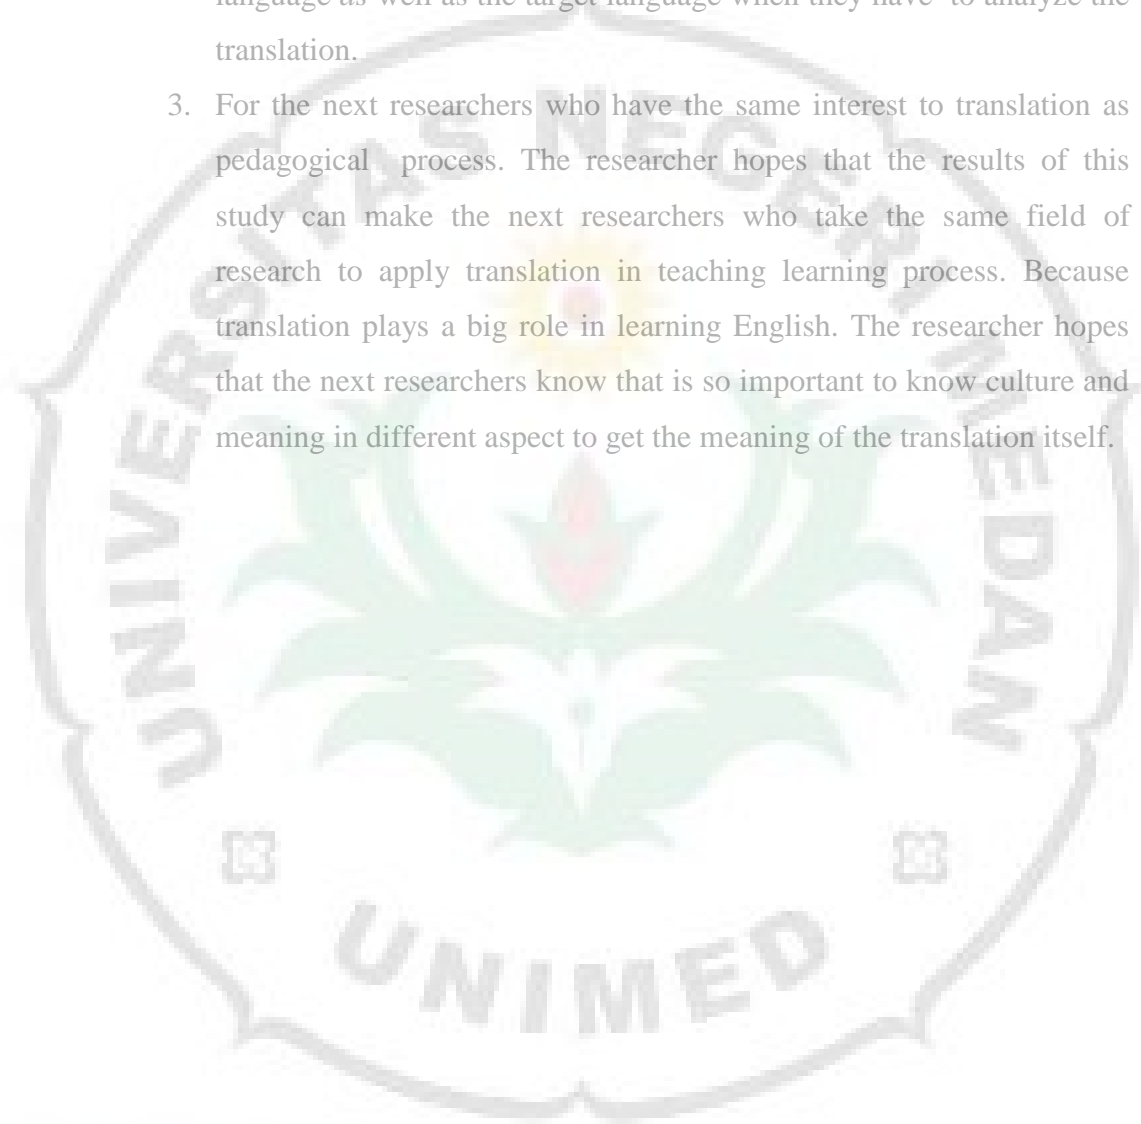 language as well as the target language when they have to analyze the
translation.
3. For the next researchers who have the same interest to translation as
pedagogical process. The researcher hopes that the results of this
study can make the next researchers who take the same field of
research to apply translation in teaching learning process. Because
translation plays a big role in learning English. The researcher hopes
that the next researchers know that is so important to know culture and
meaning in different aspect to get the meaning of the translation itself.
UNIVERSITAS NEGERI MEDAN
UNIMED